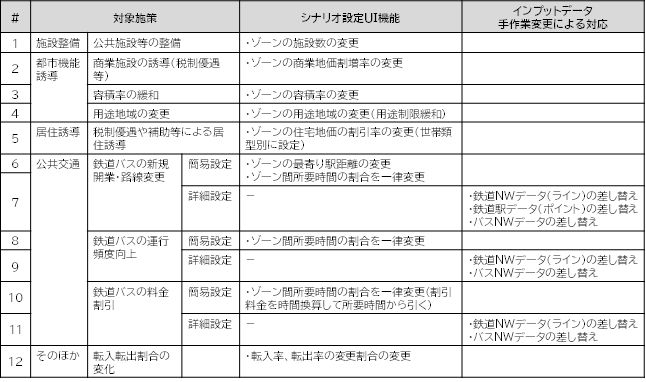 #
対象施策
シナリオ設定UI機能
インプットデータ
手作業変更による対応
1
施設整備
公共施設等の整備
・ゾーンの施設数の変更
2
都市機能
誘導
商業施設の誘導(税制優遇
等)
・ゾーンの商業地価割増率の変更
3
容積率の緩和
・ゾーンの容積率の変更
4
用途地域の変更
・ゾーンの用途地域の変更(用途制限緩和)
5
居住誘導
税制優遇や補助等による居
住誘導
・ゾーンの住宅地価の割引率の変更(世帯類
型別に設定)
6
公共交通
鉄道バスの新規
開業・路線変更
簡易設定
・ゾーンの最寄り駅距離の変更
・ゾーン間所要時間の割合を一律変更
7
詳細設定
－
・鉄道NWデータ(ライン)の差し替え
・鉄道駅データ(ポイント)の差し替え
・バスNWデータの差し替え
8
鉄道バスの運行
頻度向上
簡易設定
・ゾーン間所要時間の割合を一律変更
9
詳細設定
－
・鉄道NWデータ(ライン)の差し替え
・バスNWデータの差し替え
10
鉄道バスの料金
割引
簡易設定
・ゾーン間所要時間の割合を一律変更(割引
料金を時間換算して所要時間から引く)
11
詳細設定
－
・鉄道NWデータ(ライン)の差し替え
・バスNWデータの差し替え
12
そのほか
転入転出割合の
変化
・転入率、転出率の変更割合の変更